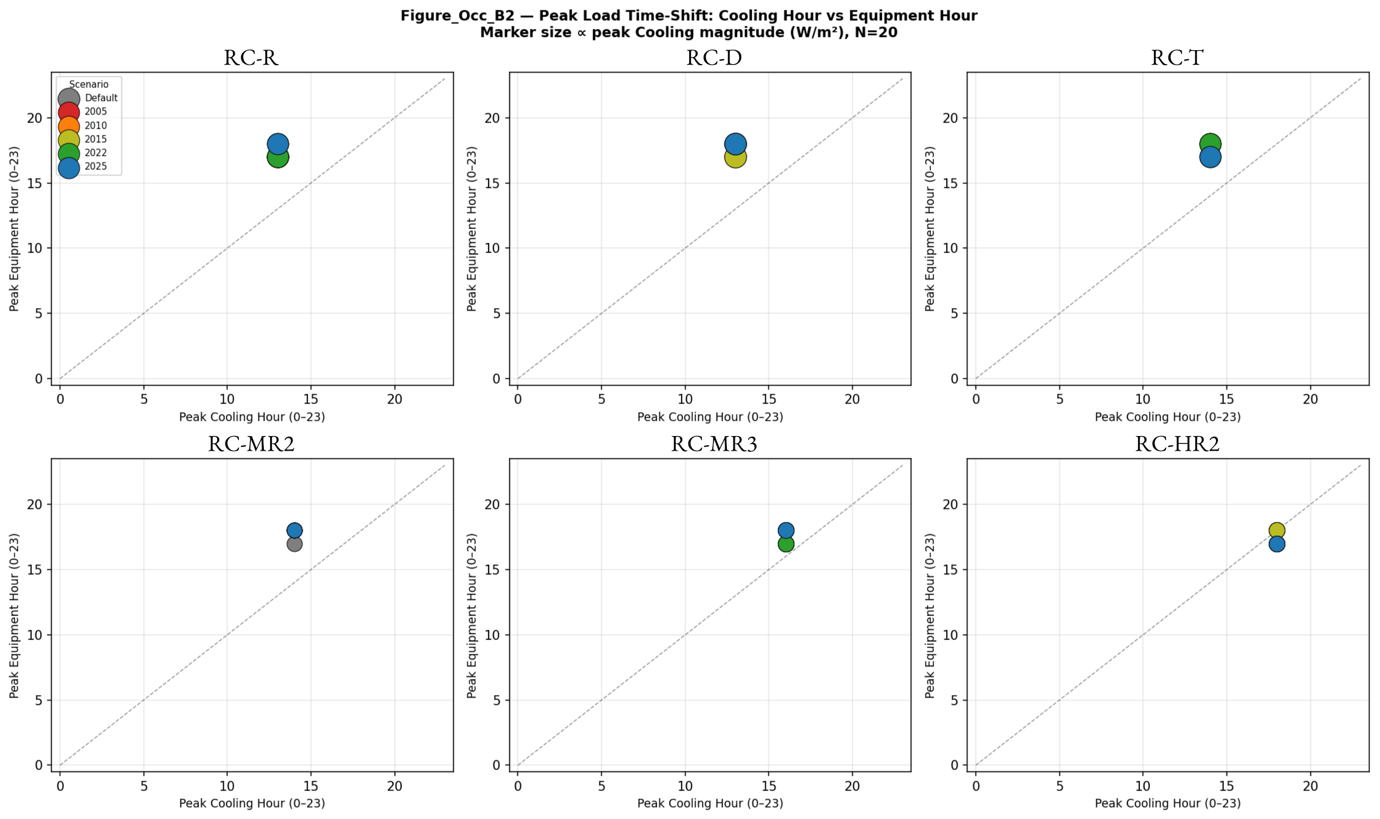 Figure_Occ_B2 — Peak Load Time-Shift: Cooling Hour vs Equipment Hour
Marker size ∝ peak Cooling magnitude (W/m²), N=20
RC-R
Scenario
Default
2005
2010
2015
2022
2025
20
15
10
5
0
Peak Equipment Hour (0–23)
0 5 10 15 20
Peak Cooling Hour (0–23)
RC-D
20
15
10
5
0
Peak Equipment Hour (0–23)
0 5 10 15 20
Peak Cooling Hour (0–23)
RC-T
20
15
10
5
0
Peak Equipment Hour (0–23)
0 5 10 15 20
Peak Cooling Hour (0–23)
RC-MR2
20
15
10
5
0
Peak Equipment Hour (0–23)
0 5 10 15 20
Peak Cooling Hour (0–23)
RC-MR3
20
15
10
5
0
Peak Equipment Hour (0–23)
0 5 10 15 20
Peak Cooling Hour (0–23)
RC-HR2
20
15
10
5
0
Peak Equipment Hour (0–23)
0 5 10 15 20
Peak Cooling Hour (0–23)